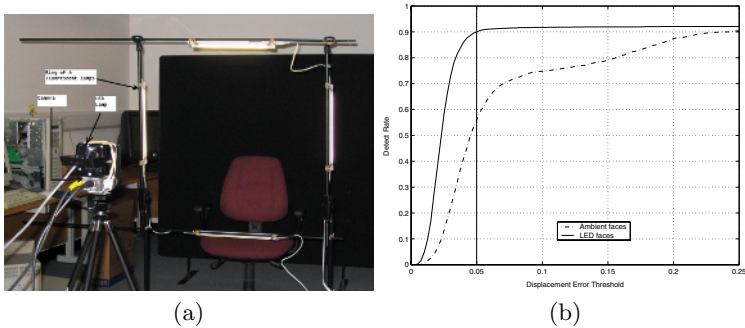 Ring of 4
fluorescent lamps
Camera
LED
Lamp
(a)
1
0.9
0.8
0.7
0.6
0.5
0.4
0.3
0.2
0.1
0
Detect Rate
Ambient faces
LED faces
0 0.05 0.1 0.15 0.2 0.25
Displacement Error Threshold
(b)